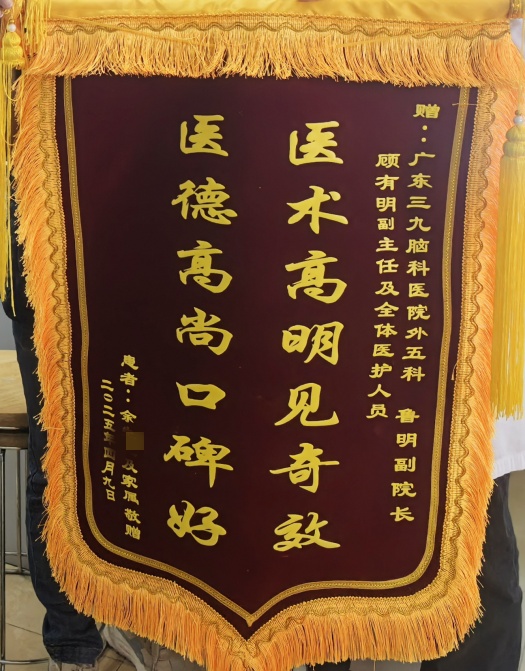 赠：广东三九脑科医院外五科 鲁明副院长
顾有明副主任及全体医护人员
医术高明见奇效
医德高尚口碑好
患者：余 及家属敬赠
二〇二五年四月九日